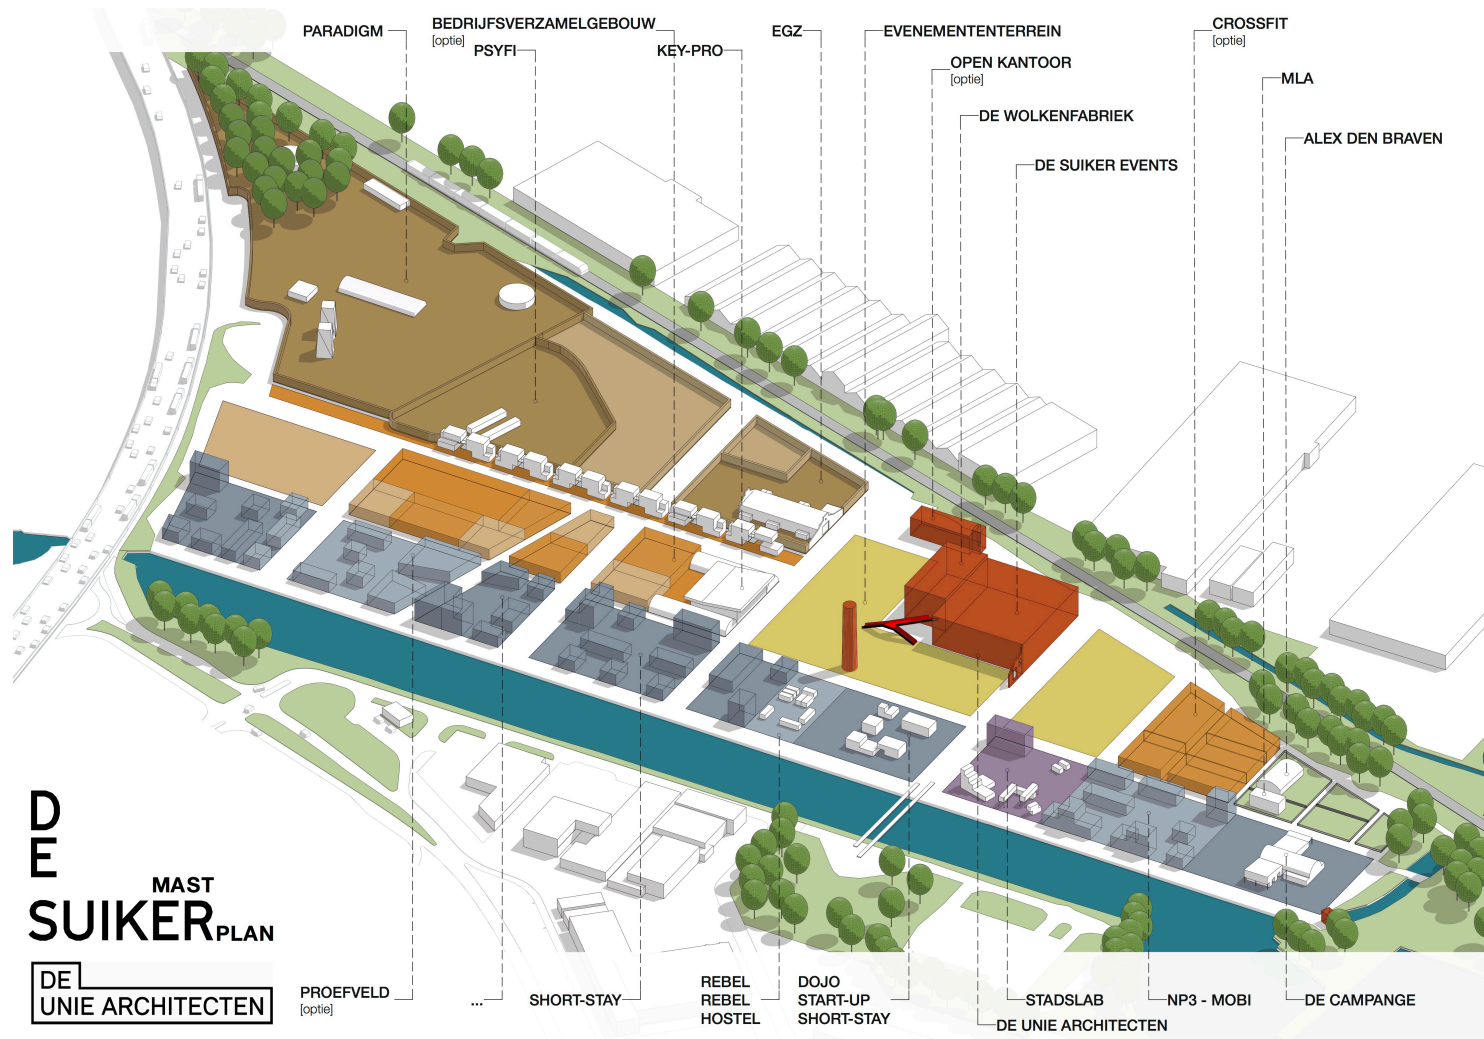 PARADIGM
BEDRIJFSVERZAMELGEBOUW
[optie]
PSYFI
KEY-PRO
EGZ
EVENEMENTENTERREIN
OPEN KANTOOR
[optie]
DE WOLKENFABRIEK
DE SUIKER EVENTS
CROSSFIT
[optie]
MLA
ALEX DEN BRAVEN
D
E
MAST
SUIKERPLAN
DE
UNIE ARCHITECTEN
PROEFVELD
[optie]
...
SHORT-STAY
REBEL
REBEL
HOSTEL
DOJO
START-UP
SHORT-STAY
STADSLAB
DE UNIE ARCHITECTEN
NP3 - MOBI
DE CAMPANGE